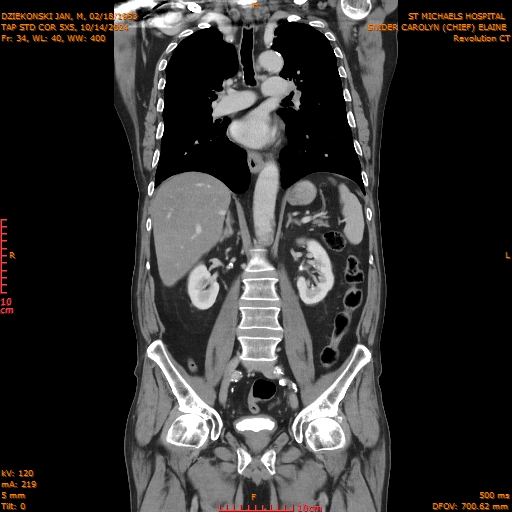 DZIEKONSKI JAN, M, 02/18/1953
TAP STD COR 5X5, 10/14/2024
Fr: 34, WL: 40, WW: 400
ST MICHAELS HOSPITAL
SNIDER CAROLYN (CHIEF) ELAINE
Revolution CT
R
L
10
cm
10cm
F
kV: 120
mA: 219
5 mm
Tilt: 0
500 ms
DFOV: 700.62 mm